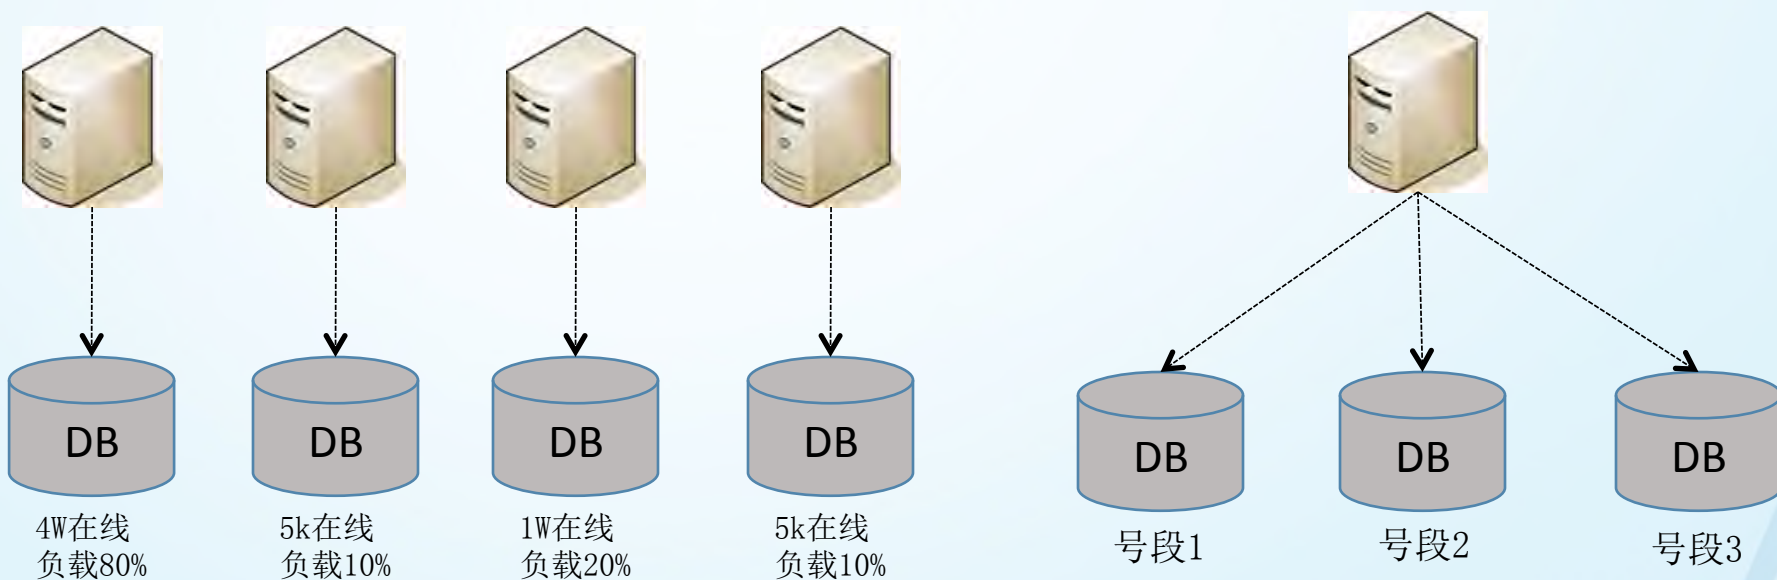 DB
DB
DB
DB
DB
DB
DB
4W在线
负载80%
5k在线
负载10%
1W在线
负载20%
5k在线
负载10%
号段1
号段2
号段3